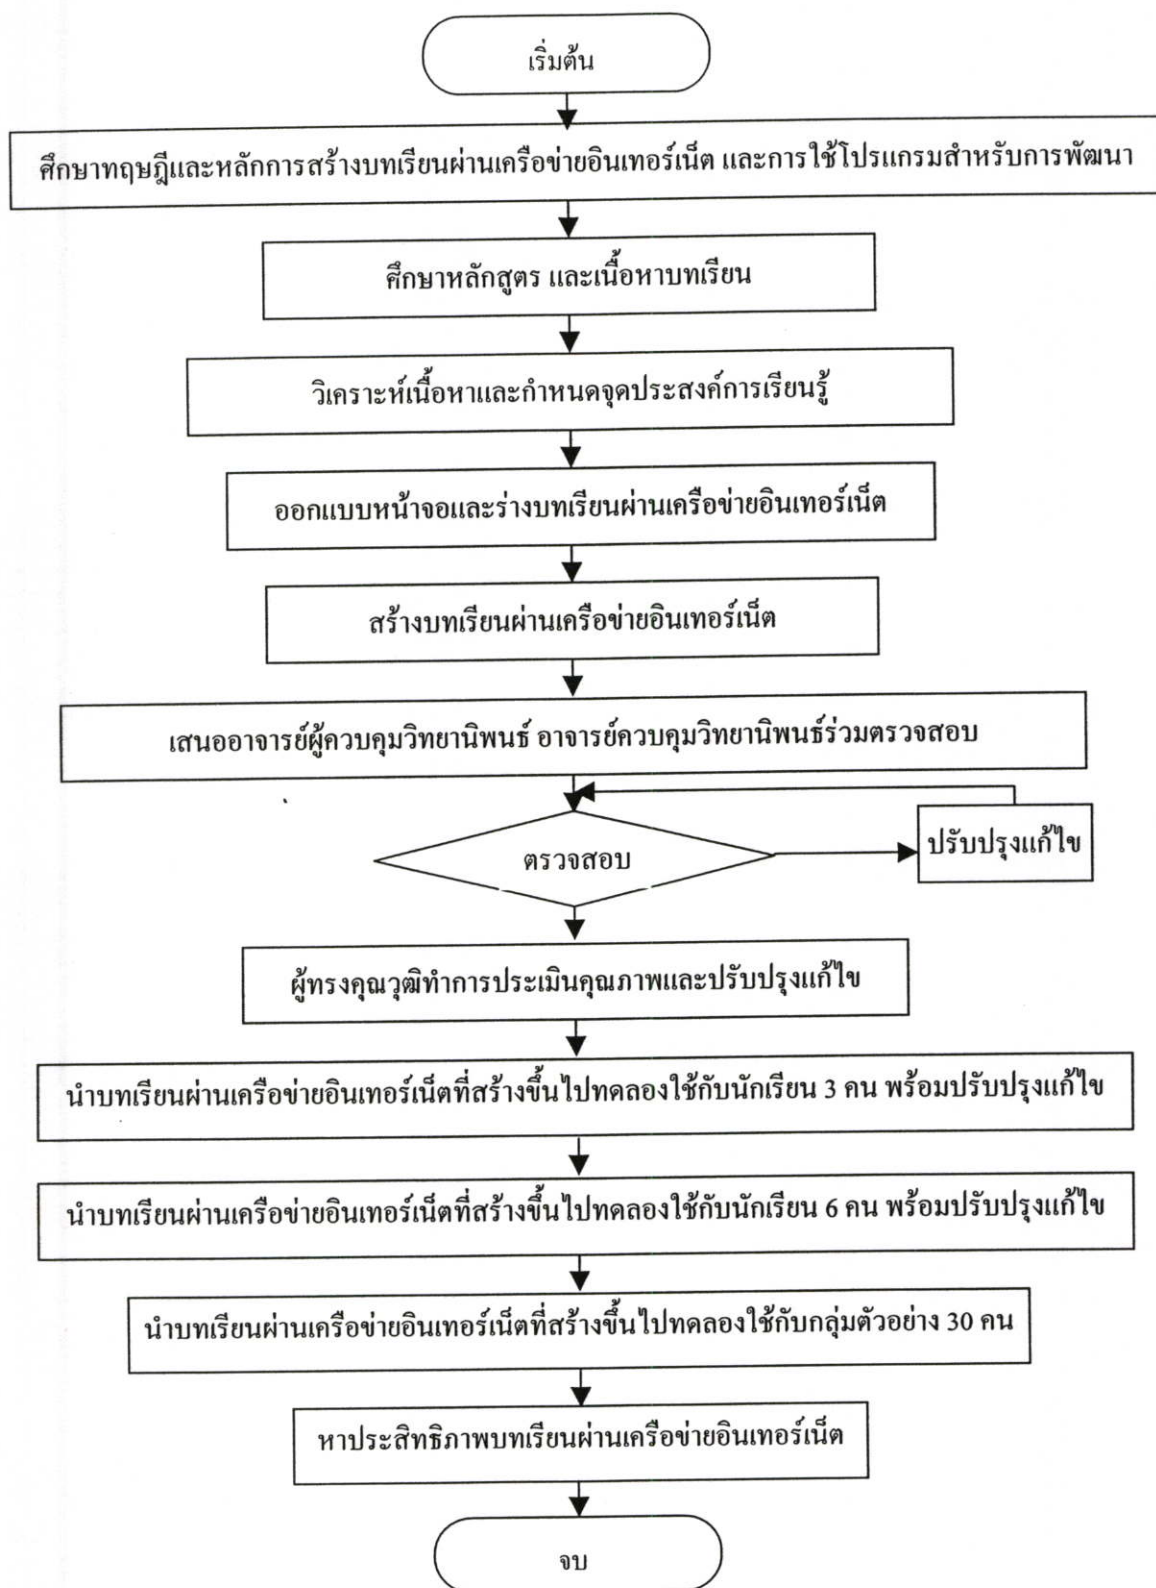 เริ่มต้น
ศึกษาทฤษฎีและหลักการสร้างบทเรียนผ่านเครือข่ายอินเทอร์เน็ต และการใช้โปรแกรมสำหรับการพัฒนา
ศึกษาหลักสูตร และเนื้อหาบทเรียน
วิเคราะห์เนื้อหาและกำหนดจุดประสงค์การเรียนรู้
ออกแบบหน้าจอและร่างบทเรียนผ่านเครือข่ายอินเทอร์เน็ต
สร้างบทเรียนผ่านเครือข่ายอินเทอร์เน็ต
เสนออาจารย์ผู้ควบคุมวิทยานิพนธ์ อาจารย์ควบคุมวิทยานิพนธ์ร่วมตรวจสอบ
ตรวจสอบ
ปรับปรุงแก้ไข
ผู้ทรงคุณวุฒิทำการประเมินคุณภาพและปรับปรุงแก้ไข
นำบทเรียนผ่านเครือข่ายอินเทอร์เน็ตที่สร้างขึ้นไปทดลองใช้กับนักเรียน 3 คน พร้อมปรับปรุงแก้ไข
นำบทเรียนผ่านเครือข่ายอินเทอร์เน็ตที่สร้างขึ้นไปทดลองใช้กับนักเรียน 6 คน พร้อมปรับปรุงแก้ไข
นำบทเรียนผ่านเครือข่ายอินเทอร์เน็ตที่สร้างขึ้นไปทดลองใช้กับกลุ่มตัวอย่าง 30 คน
หาประสิทธิภาพบทเรียนผ่านเครือข่ายอินเทอร์เน็ต
จบ